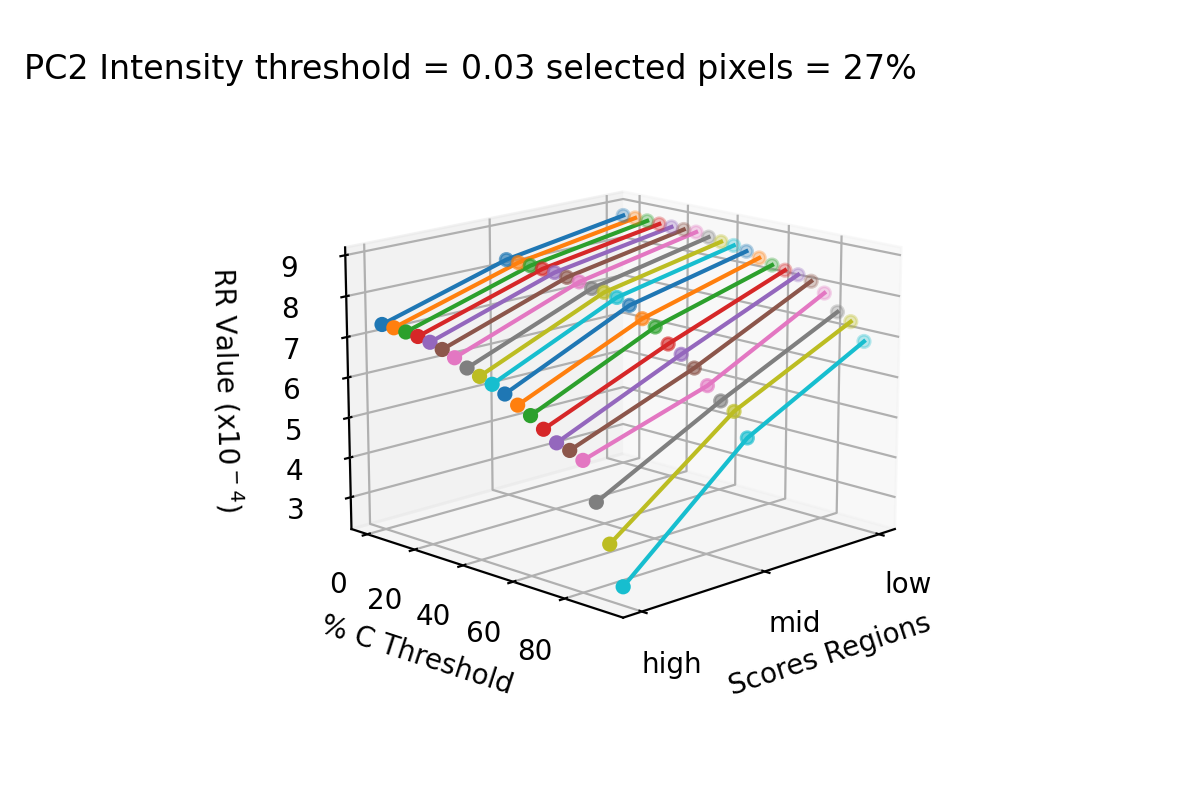 PC2 Intensity threshold = 0.03 selected pixels = 27%
RR Value (x10⁻⁴)
9
8
7
6
5
4
3
0
20
40
60
80
% C Threshold
high
mid
low
Scores Regions